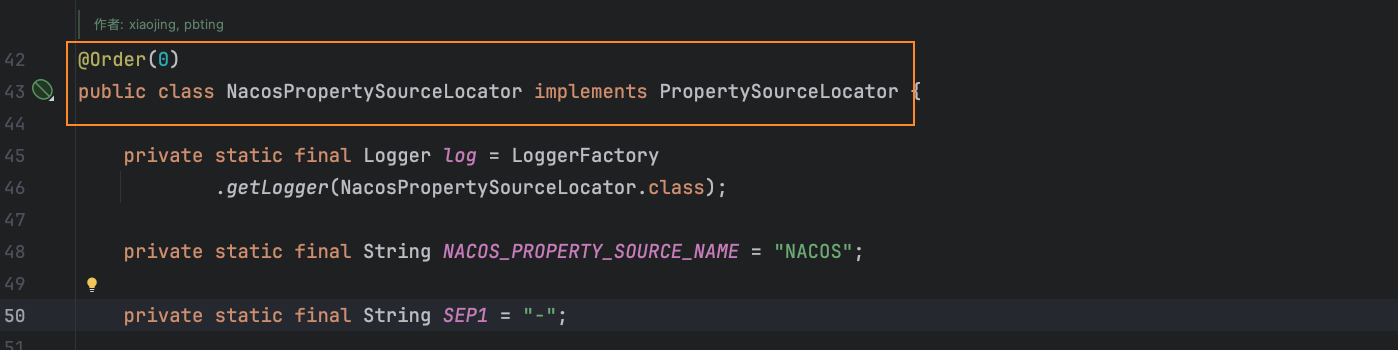 作者: xiaojing, pbting
42 @Order(0)
43 public class NacosPropertySourceLocator implements PropertySourceLocator {
44
45 private static final Logger log = LoggerFactory
46 .getLogger(NacosPropertySourceLocator.class);
47
48 private static final String NACOS_PROPERTY_SOURCE_NAME = "NACOS";
49
50 private static final String SEP1 = "-";
51